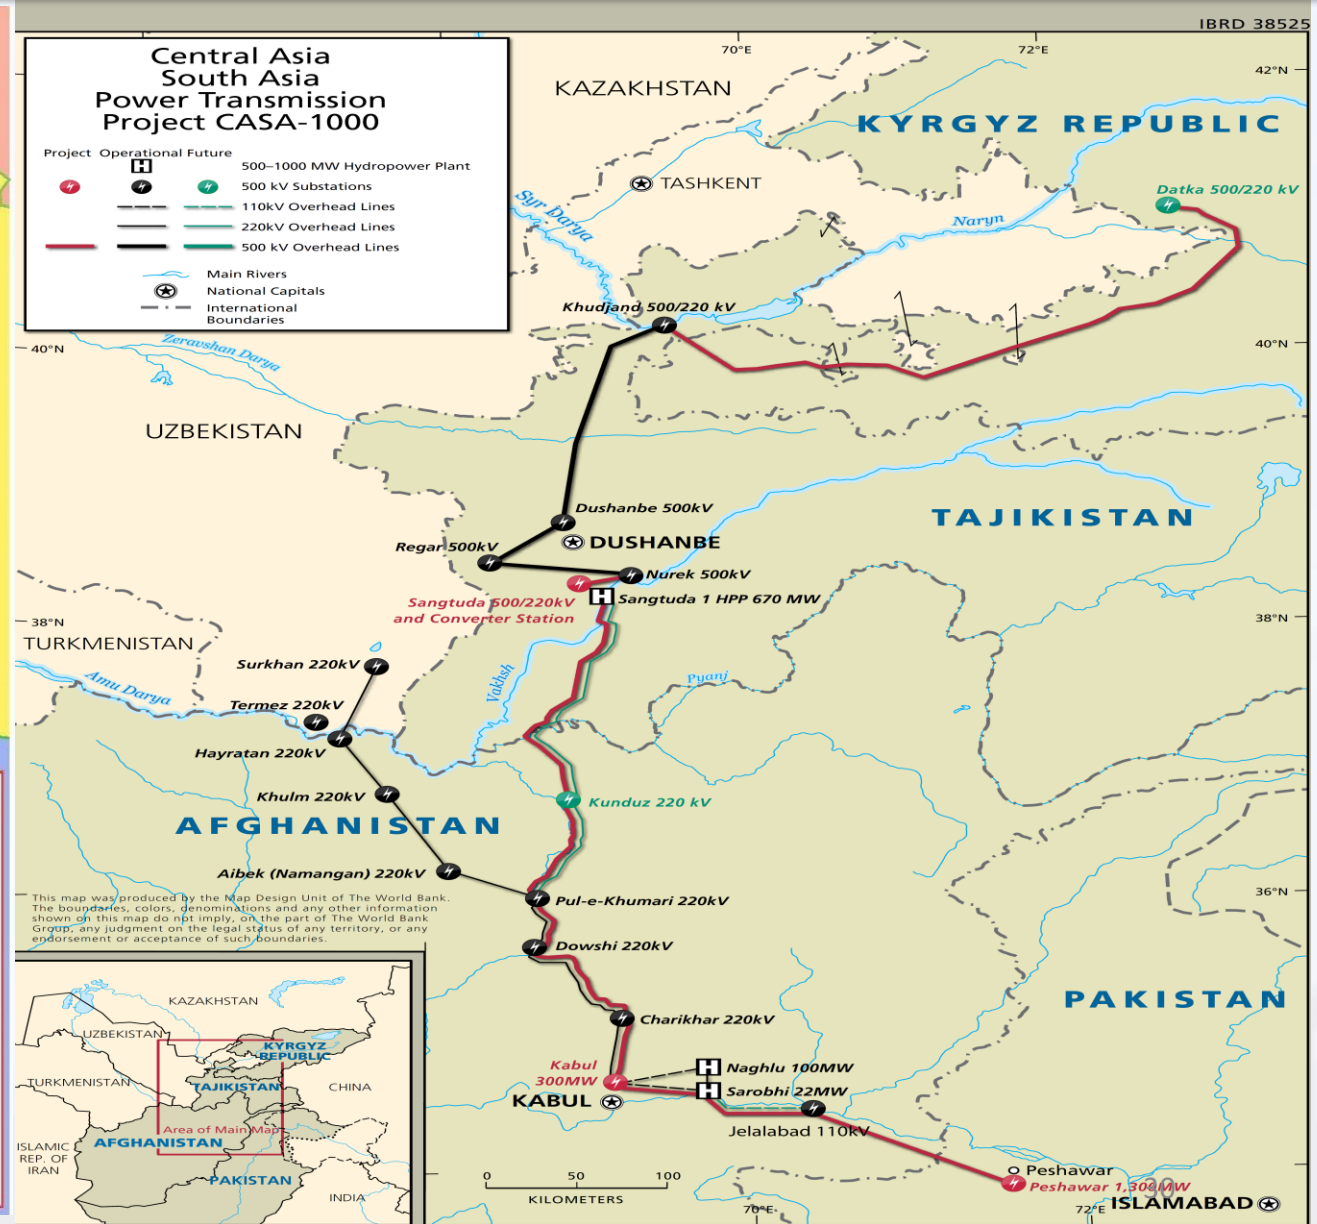 IBRD 38525
Central Asia
South Asia
Power Transmission
Project CASA-1000
Project Operational Future
H 500–1000 MW Hydropower Plant
500 kV Substations
110kV Overhead Lines
220kV Overhead Lines
500 kV Overhead Lines
Main Rivers
National Capitals
International
Boundaries
70°E
72°E
42°N
KAZAKHSTAN
KYRGYZ REPUBLIC
TASHKENT
Datka 500/220 kV
Syr Darya
Naryn
Khudjand 500/220 kV
Zeravshan Darya
40°N
40°N
UZBEKISTAN
Dushanbe 500kV
TAJIKISTAN
DUSHANBE
Regar 500kV
Nurek 500kV
Sangtuda 500/220kV
and Converter Station
H Sangtuda 1 HPP 670 MW
38°N
38°N
TURKMENISTAN
Surkhan 220kV
Vakhsh
Pyanj
Amu Darya
Termez 220kV
Hayratan 220kV
Khulm 220kV
Kunduz 220 kV
AFGHANISTAN
Aibek (Namangan) 220kV
36°N
This map was produced by the Map Design Unit of The World Bank.
The boundaries, colors, denominations and any other information
shown on this map do not imply, on the part of The World Bank
Group, any judgment on the legal status of any territory, or any
endorsement or acceptance of such boundaries.
Pul-e-Khumari 220kV
Dowshi 220kV
PAKISTAN
Charikhar 220kV
Kabul
300MW
H Naghlu 100MW
H Sarobhi 22MW
KABUL
Jelalabad 110kV
Peshawar
Peshawar 1,300MW
30
ISLAMABAD
0 50 100
KILOMETERS
70°E
72°E
KAZAKHSTAN
UZBEKISTAN
KYRGYZ
REPUBLIC
TURKMENISTAN
TAJIKISTAN
CHINA
Area of Main Map
AFGHANISTAN
ISLAMIC
REP. OF
IRAN
PAKISTAN
INDIA